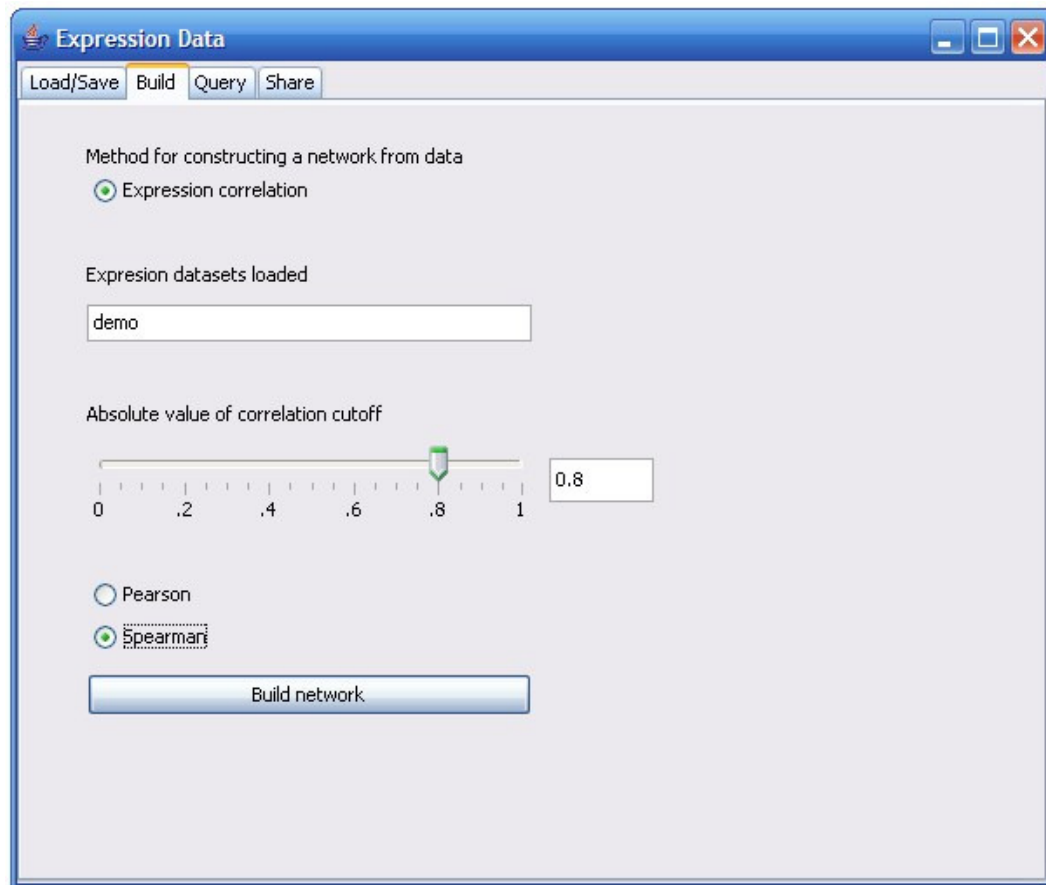 Expression Data
Load/Save Build Query Share
Method for constructing a network from data
Expression correlation
Expresion datasets loaded
demo
Absolute value of correlation cutoff
0.8
0 .2 .4 .6 .8 1
Pearson
Spearman
Build network